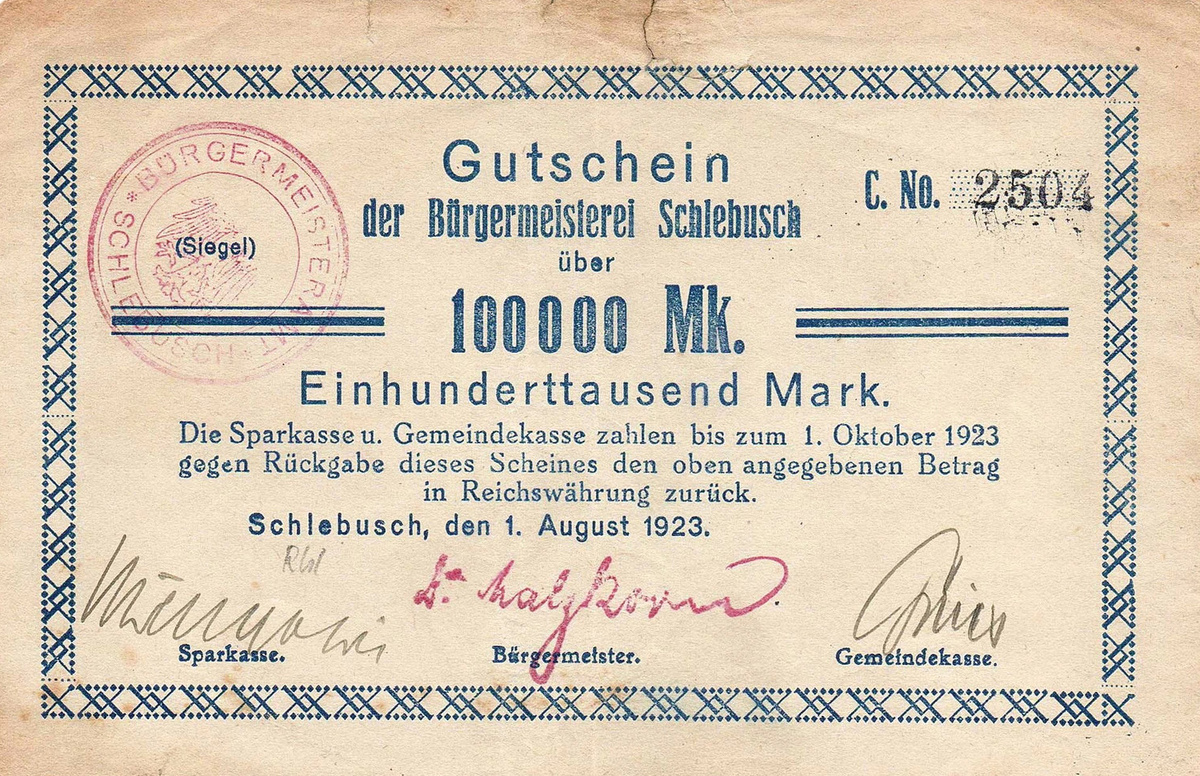 Gutschein
der Bürgermeisterei Schlebusch
C. No. 2504
* BÜRGERMEISTERAMT * SCHLEBUSCH
(Siegel)
über
100000 Mk.
Einhunderttausend Mark.
Die Sparkasse u. Gemeindekasse zahlen bis zum 1. Oktober 1923
gegen Rückgabe dieses Scheines den oben angegebenen Betrag
in Reichswährung zurück.
Schlebusch, den 1. August 1923.
Dr. Malzkorn
Sparkasse.
Bürgermeister.
Gemeindekasse.